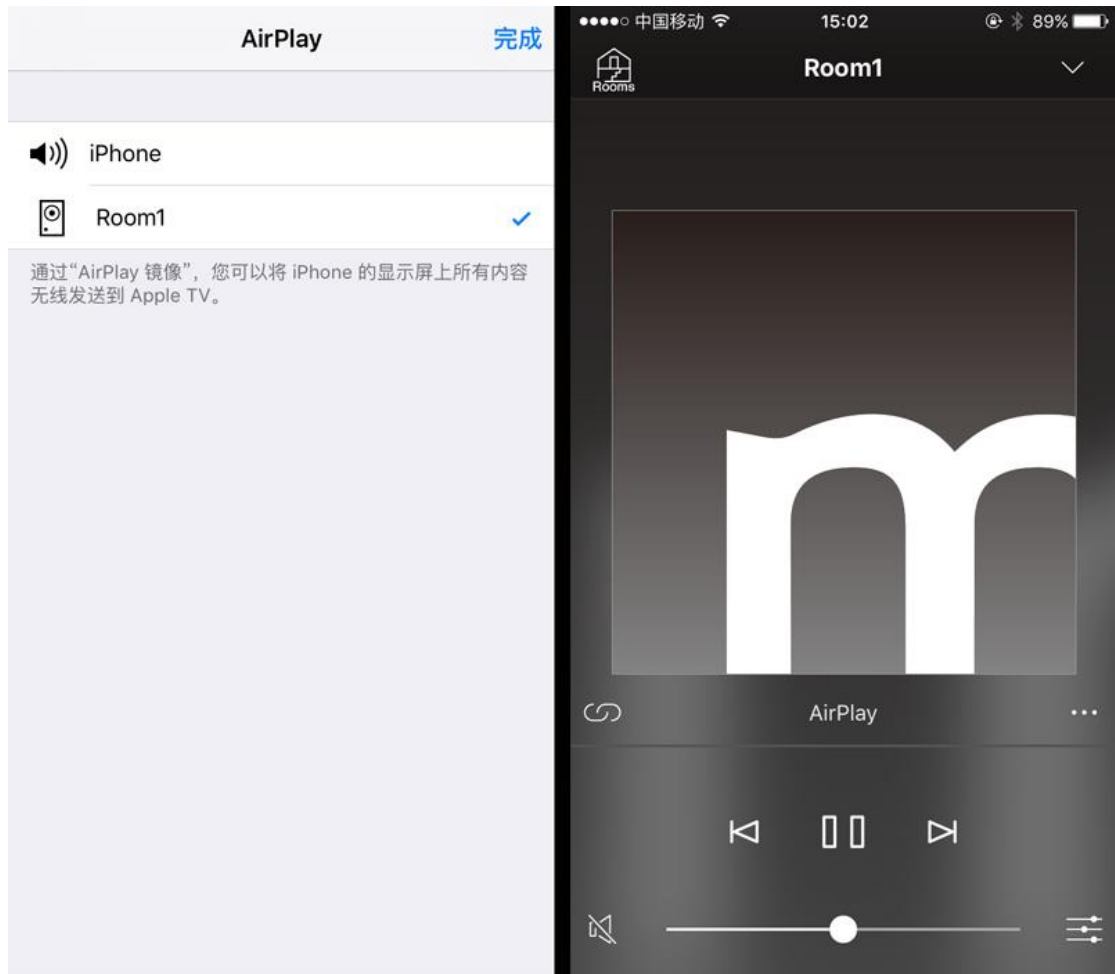 AirPlay
完成
iPhone
Room1
通过“AirPlay 镜像”，您可以将 iPhone 的显示屏上所有内容
无线发送到 Apple TV。
中国移动
15:02
89%
Rooms
Room1
m
AirPlay